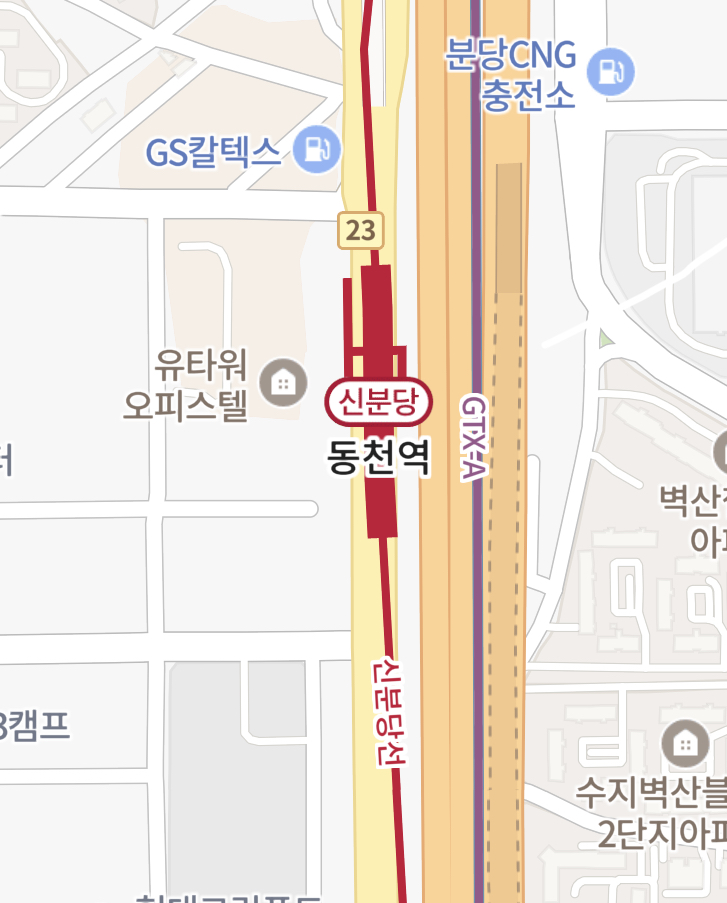 분당CNG
충전소
GS칼텍스
23
유타워
오피스텔
신분당
동천역
GTX-A
벽산
신분당선
캠프
수지벽산블
2단지아파